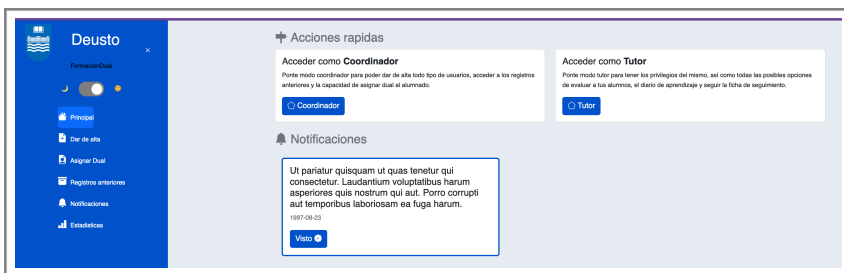 Deusto
×
FormacionDual
Principal
Dar de alta
Asignar Dual
Registros anteriores
Notificaciones
Estadisticas
Acciones rapidas
Acceder como Coordinador
Ponte modo coordinador para poder dar de alta todo tipo de usuarios, acceder a los registros
anteriores y la capacidad de asignar dual al alumnado.
Coordinador
Acceder como Tutor
Ponte modo tutor para tener los privilegios del mismo, asi como todas las posibles opciones
de evaluar a tus alumnos, el diario de aprendizaje y seguir la ficha de seguimiento.
Tutor
Notificaciones
Ut pariatur quisquam ut quas tenetur qui
consectetur. Laudantium voluptatibus harum
asperiores quis nostrum qui aut. Porro corrupti
aut temporibus laboriosam ea fuga harum.
1997-08-23
Visto